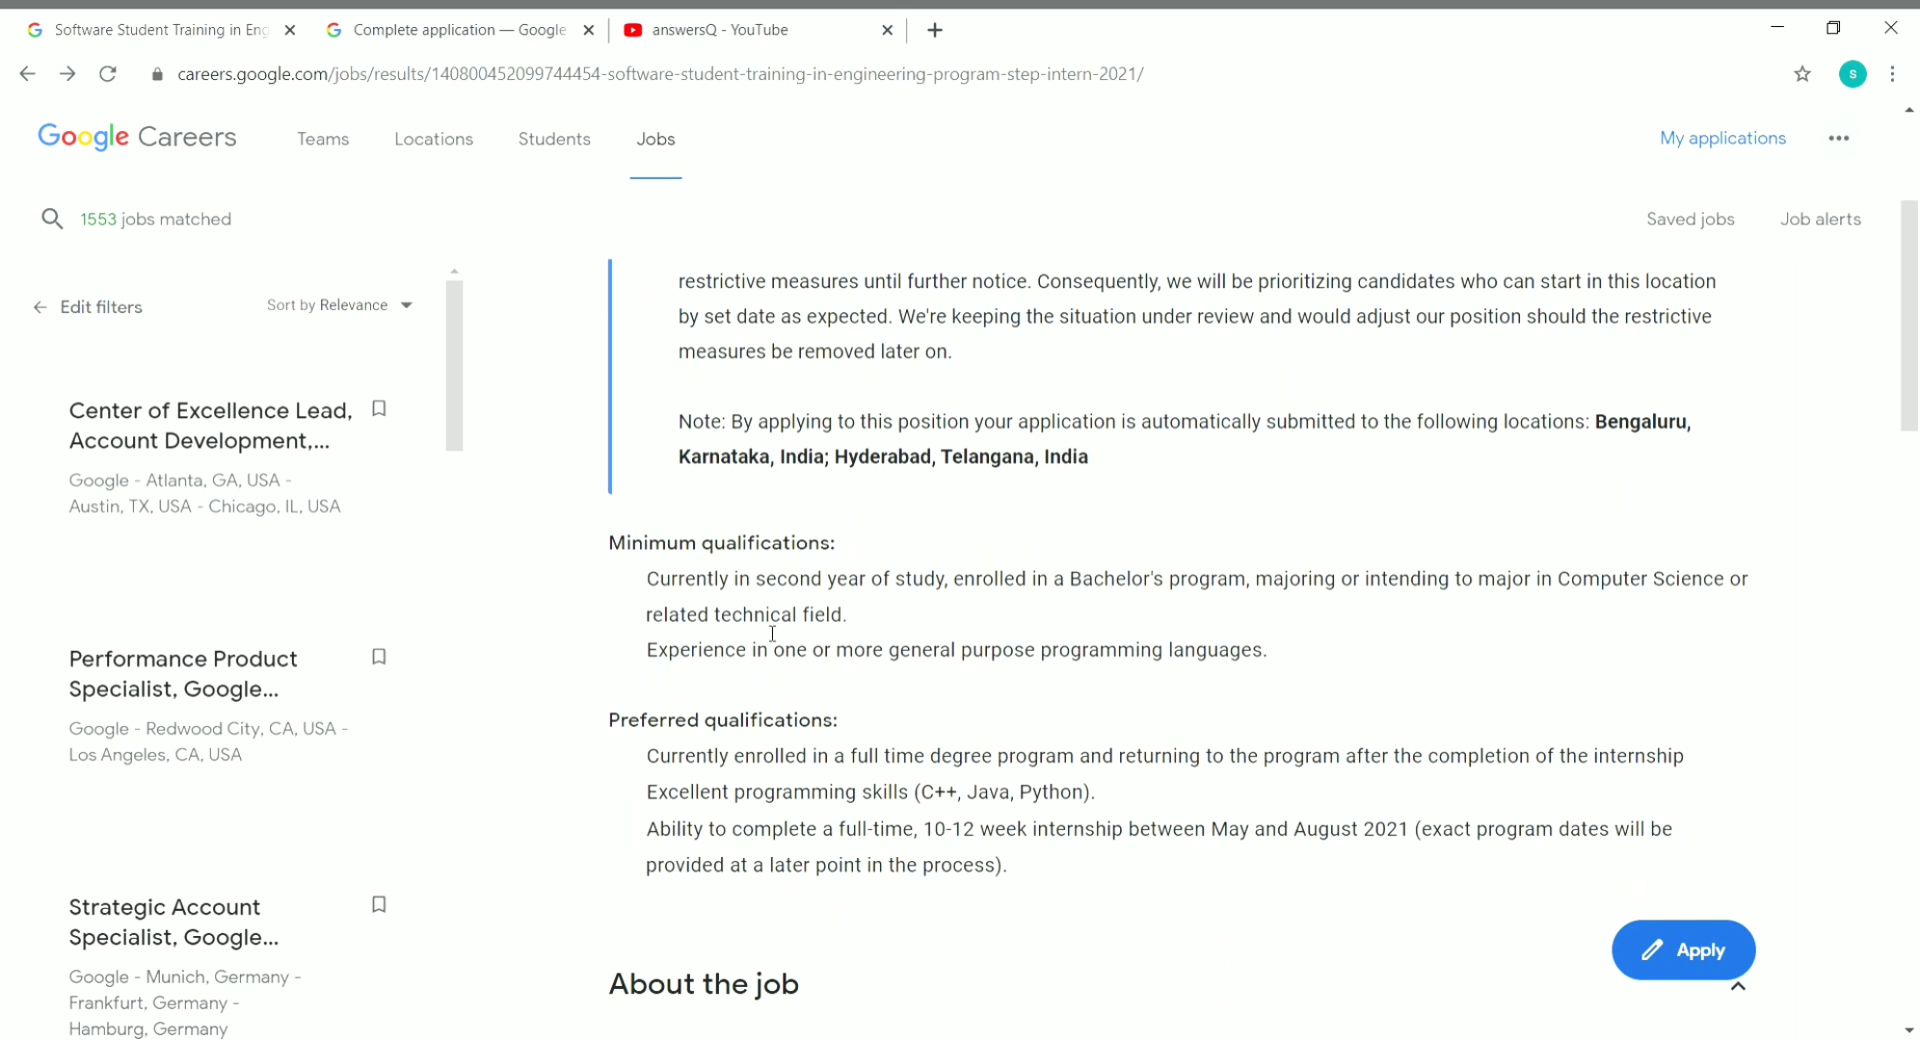 Software Student Training in Eng
Complete application — Google
answersQ - YouTube
careers.google.com/jobs/results/140800452099744454-software-student-training-in-engineering-program-step-intern-2021/
S
Google Careers
Teams
Locations
Students
Jobs
My applications
1553 jobs matched
Saved jobs
Job alerts
Edit filters
Sort by Relevance
Center of Excellence Lead,
Account Development,...
Google - Atlanta, GA, USA -
Austin, TX, USA - Chicago, IL, USA
Performance Product
Specialist, Google...
Google - Redwood City, CA, USA -
Los Angeles, CA, USA
Strategic Account
Specialist, Google...
Google - Munich, Germany -
Frankfurt, Germany -
Hamburg, Germany
restrictive measures until further notice. Consequently, we will be prioritizing candidates who can start in this location
by set date as expected. We're keeping the situation under review and would adjust our position should the restrictive
measures be removed later on.
Note: By applying to this position your application is automatically submitted to the following locations: Bengaluru,
Karnataka, India; Hyderabad, Telangana, India
Minimum qualifications:
Currently in second year of study, enrolled in a Bachelor's program, majoring or intending to major in Computer Science or
related technical field.
Experience in one or more general purpose programming languages.
Preferred qualifications:
Currently enrolled in a full time degree program and returning to the program after the completion of the internship
Excellent programming skills (C++, Java, Python).
Ability to complete a full-time, 10-12 week internship between May and August 2021 (exact program dates will be
provided at a later point in the process).
Apply
About the job